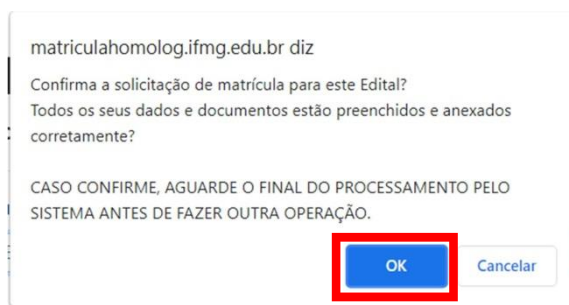 matriculahomolog.ifmg.edu.br diz
Confirma a solicitação de matrícula para este Edital?
Todos os seus dados e documentos estão preenchidos e anexados
corretamente?
CASO CONFIRME, AGUARDE O FINAL DO PROCESSAMENTO PELO
SISTEMA ANTES DE FAZER OUTRA OPERAÇÃO.
OK Cancelar